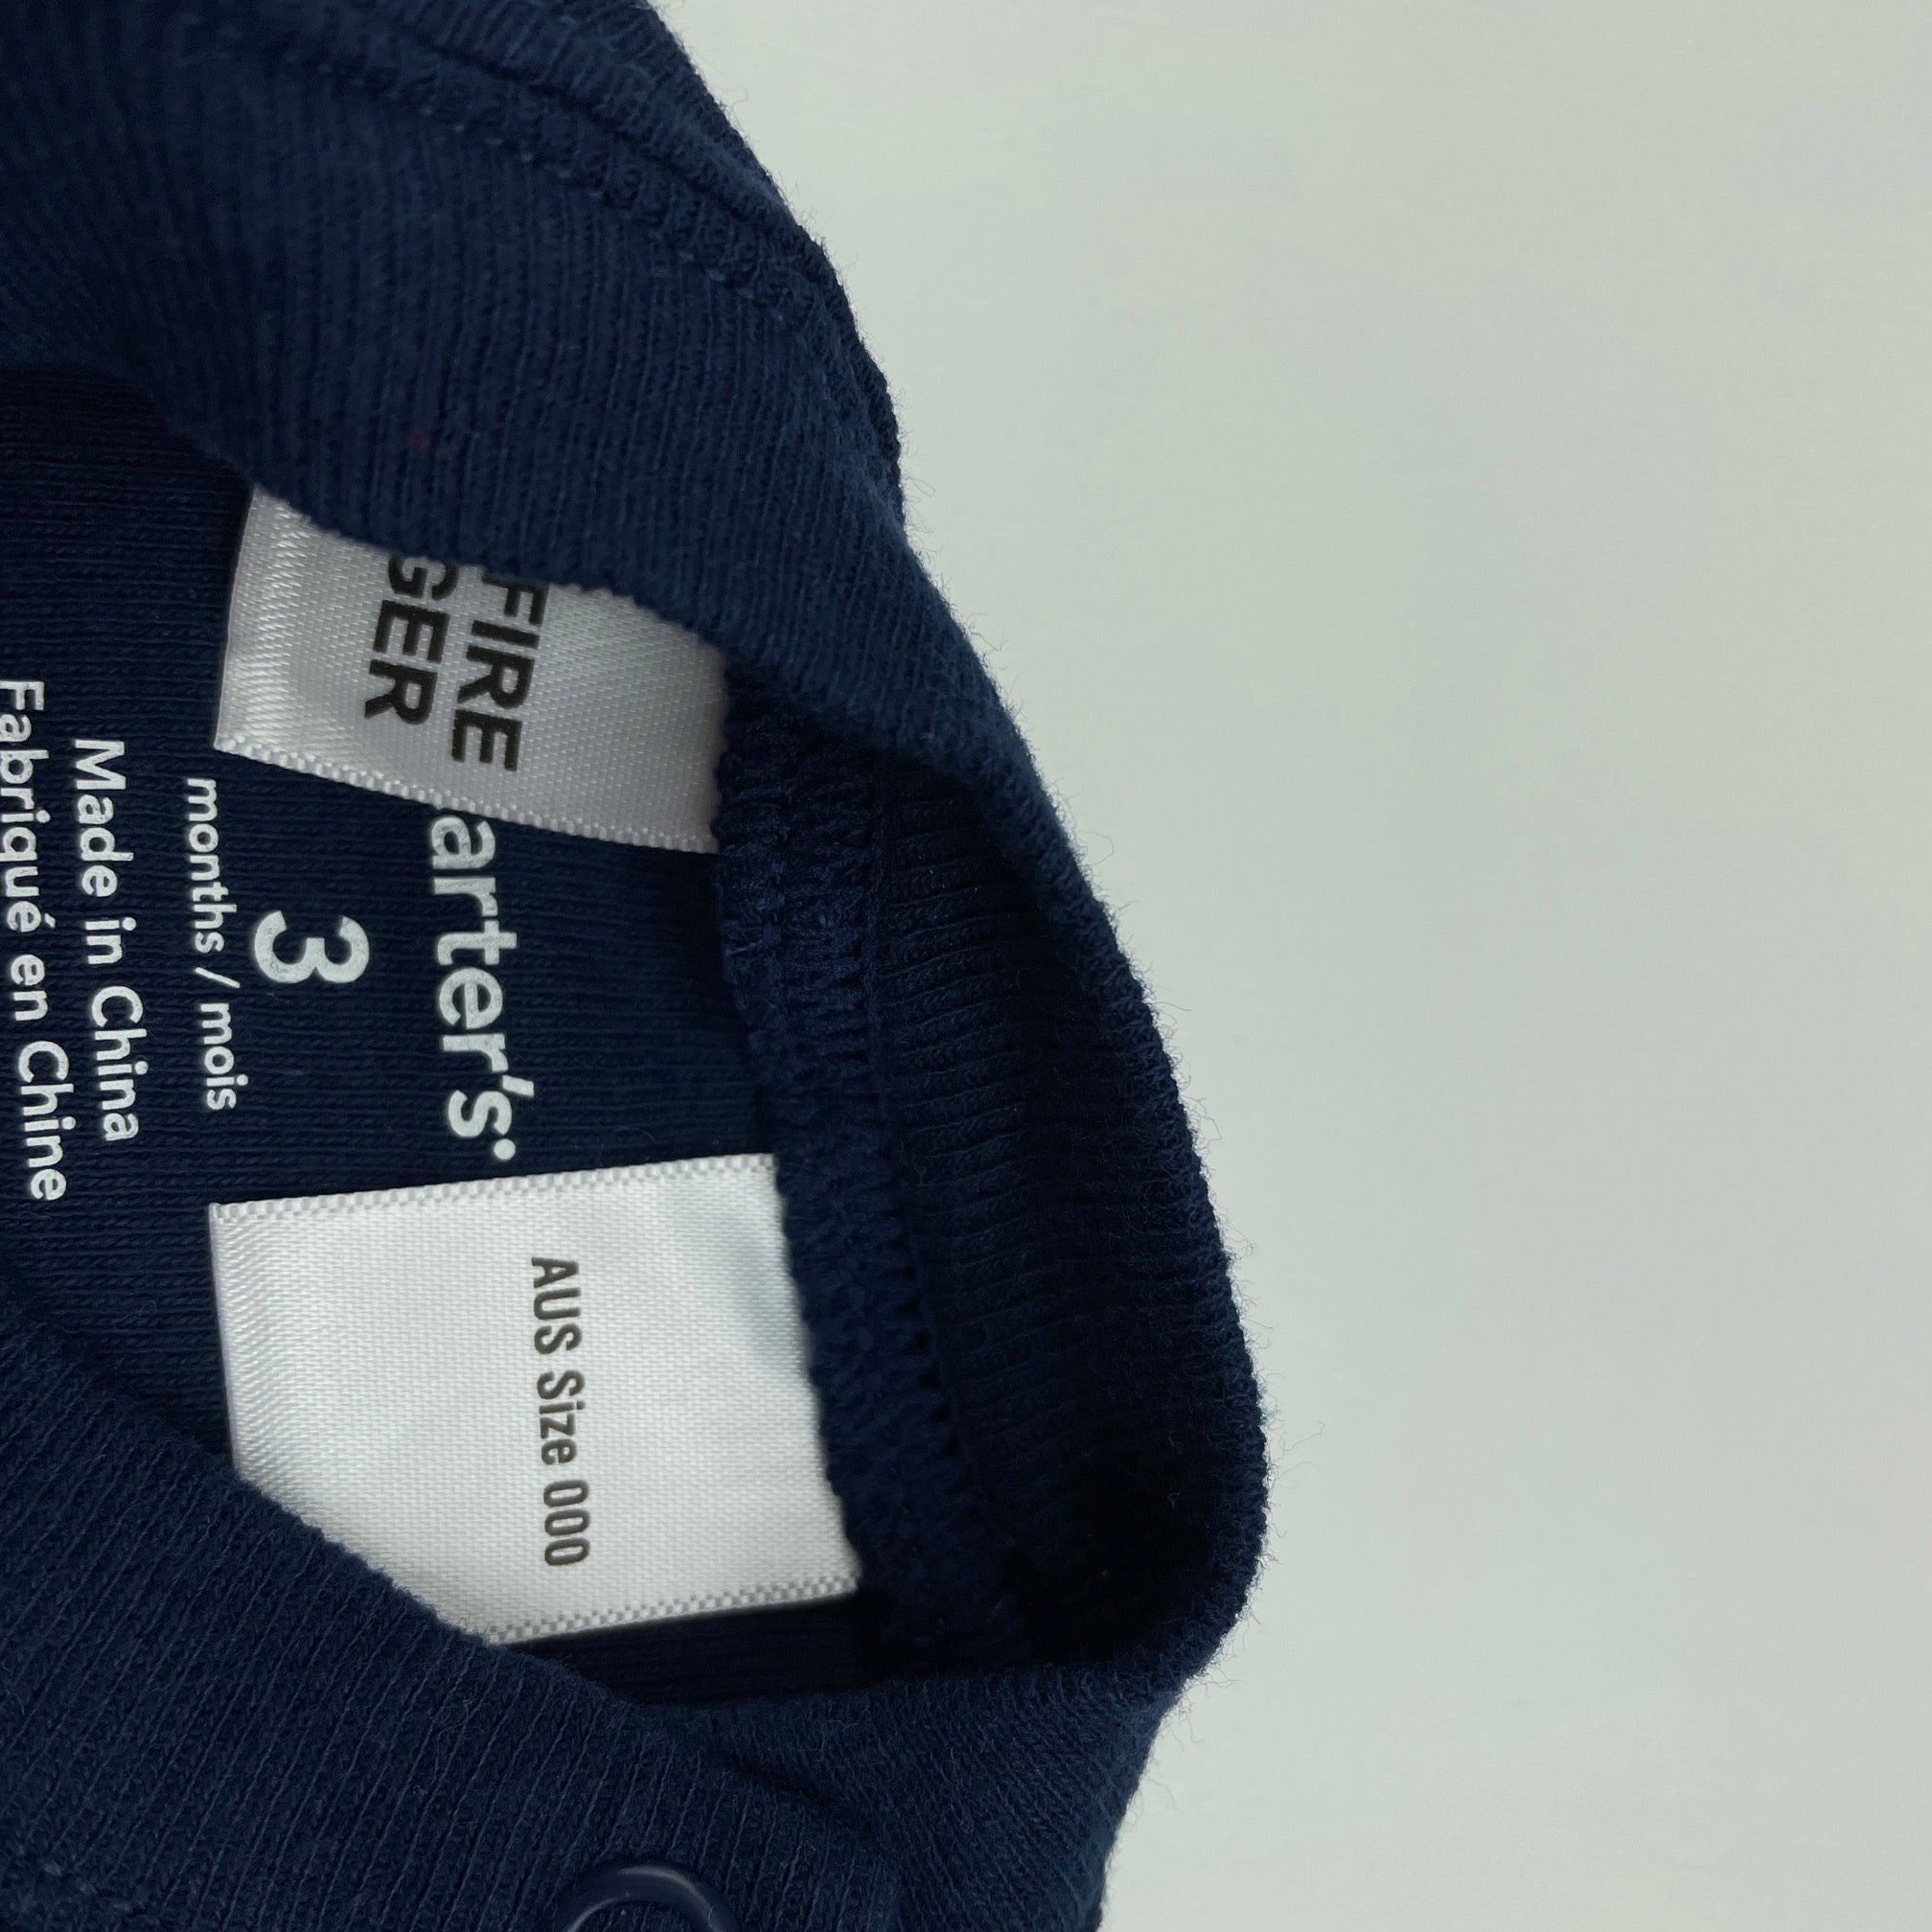 FIRE
GER
arter's
3
months / mois
Made in China
Fabriqué en Chine
AUS Size 000